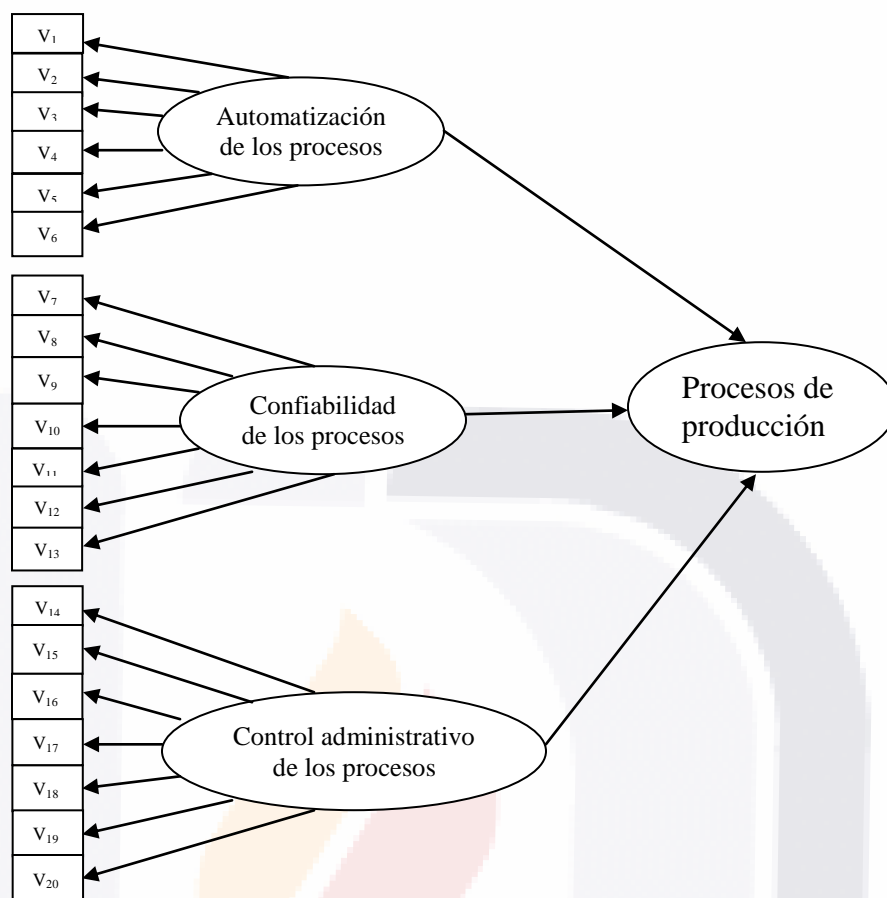 V₁
V₂
V₃
V₄
V₅
V₆
Automatización
de los procesos
V₇
V₈
V₉
V₁₀
V₁₁
V₁₂
V₁₃
Confiabilidad
de los procesos
Procesos de
producción
V₁₄
V₁₅
V₁₆
V₁₇
V₁₈
V₁₉
V₂₀
Control administrativo
de los procesos